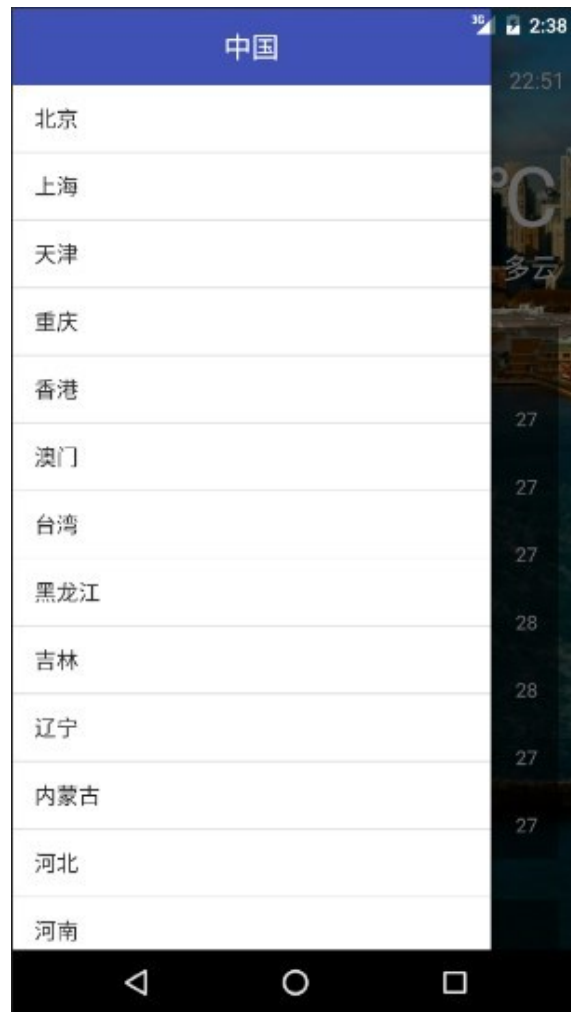 3G 2:38
中国
22:51
北京
上海
℃
天津
多云
重庆
香港
27
澳门
27
台湾
27
黑龙江
28
吉林
28
辽宁
27
内蒙古
27
河北
河南